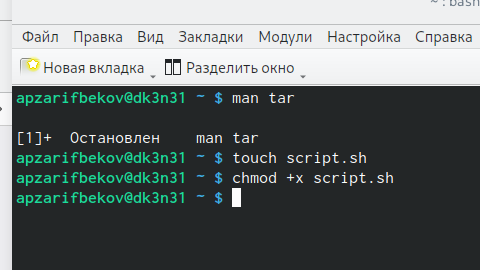 ~ : bash
Файл Правка Вид Закладки Модули Настройка Справка
Новая вкладка Разделить окно
apzarifbekov@dk3n31 ~ $ man tar
[1]+ Остановлен man tar
apzarifbekov@dk3n31 ~ $ touch script.sh
apzarifbekov@dk3n31 ~ $ chmod +x script.sh
apzarifbekov@dk3n31 ~ $